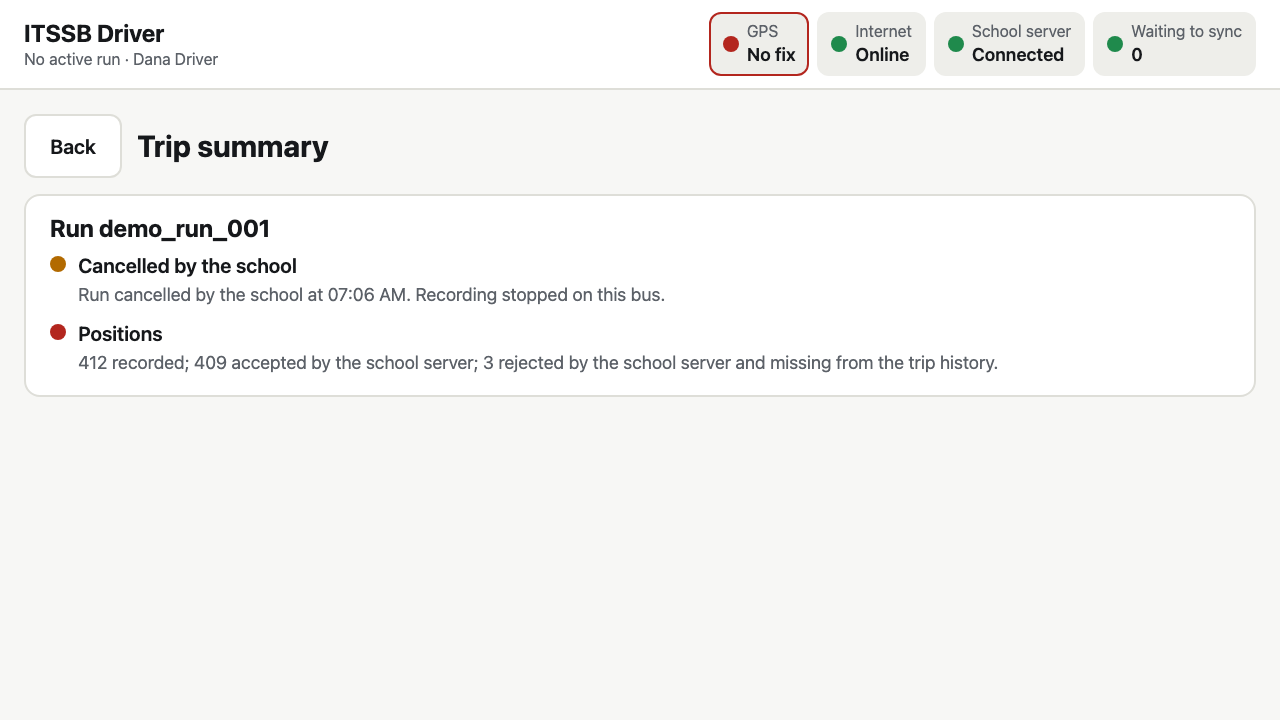 ITSSB Driver
No active run · Dana Driver
GPS
No fix
Internet
Online
School server
Connected
Waiting to sync
0
Back
Trip summary
Run demo_run_001
Cancelled by the school
Run cancelled by the school at 07:06 AM. Recording stopped on this bus.
Positions
412 recorded; 409 accepted by the school server; 3 rejected by the school server and missing from the trip history.